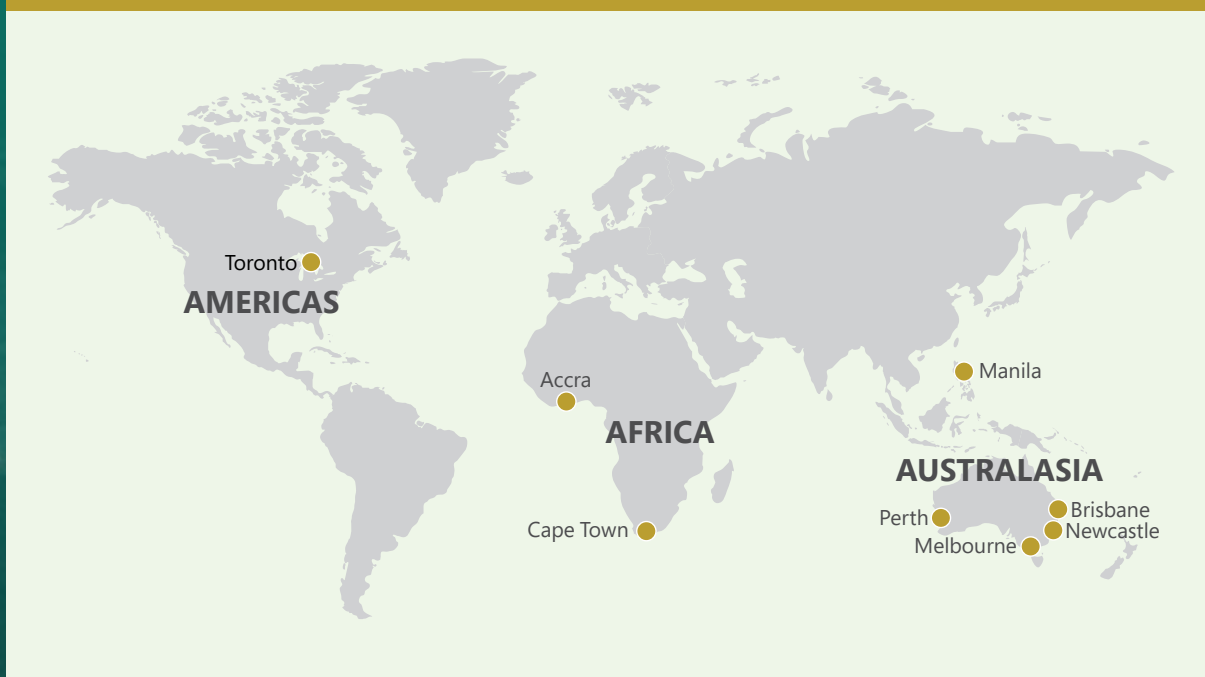 Toronto
AMERICAS
Accra
Manila
AFRICA
AUSTRALASIA
Brisbane
Perth
Cape Town
Newcastle
Melbourne